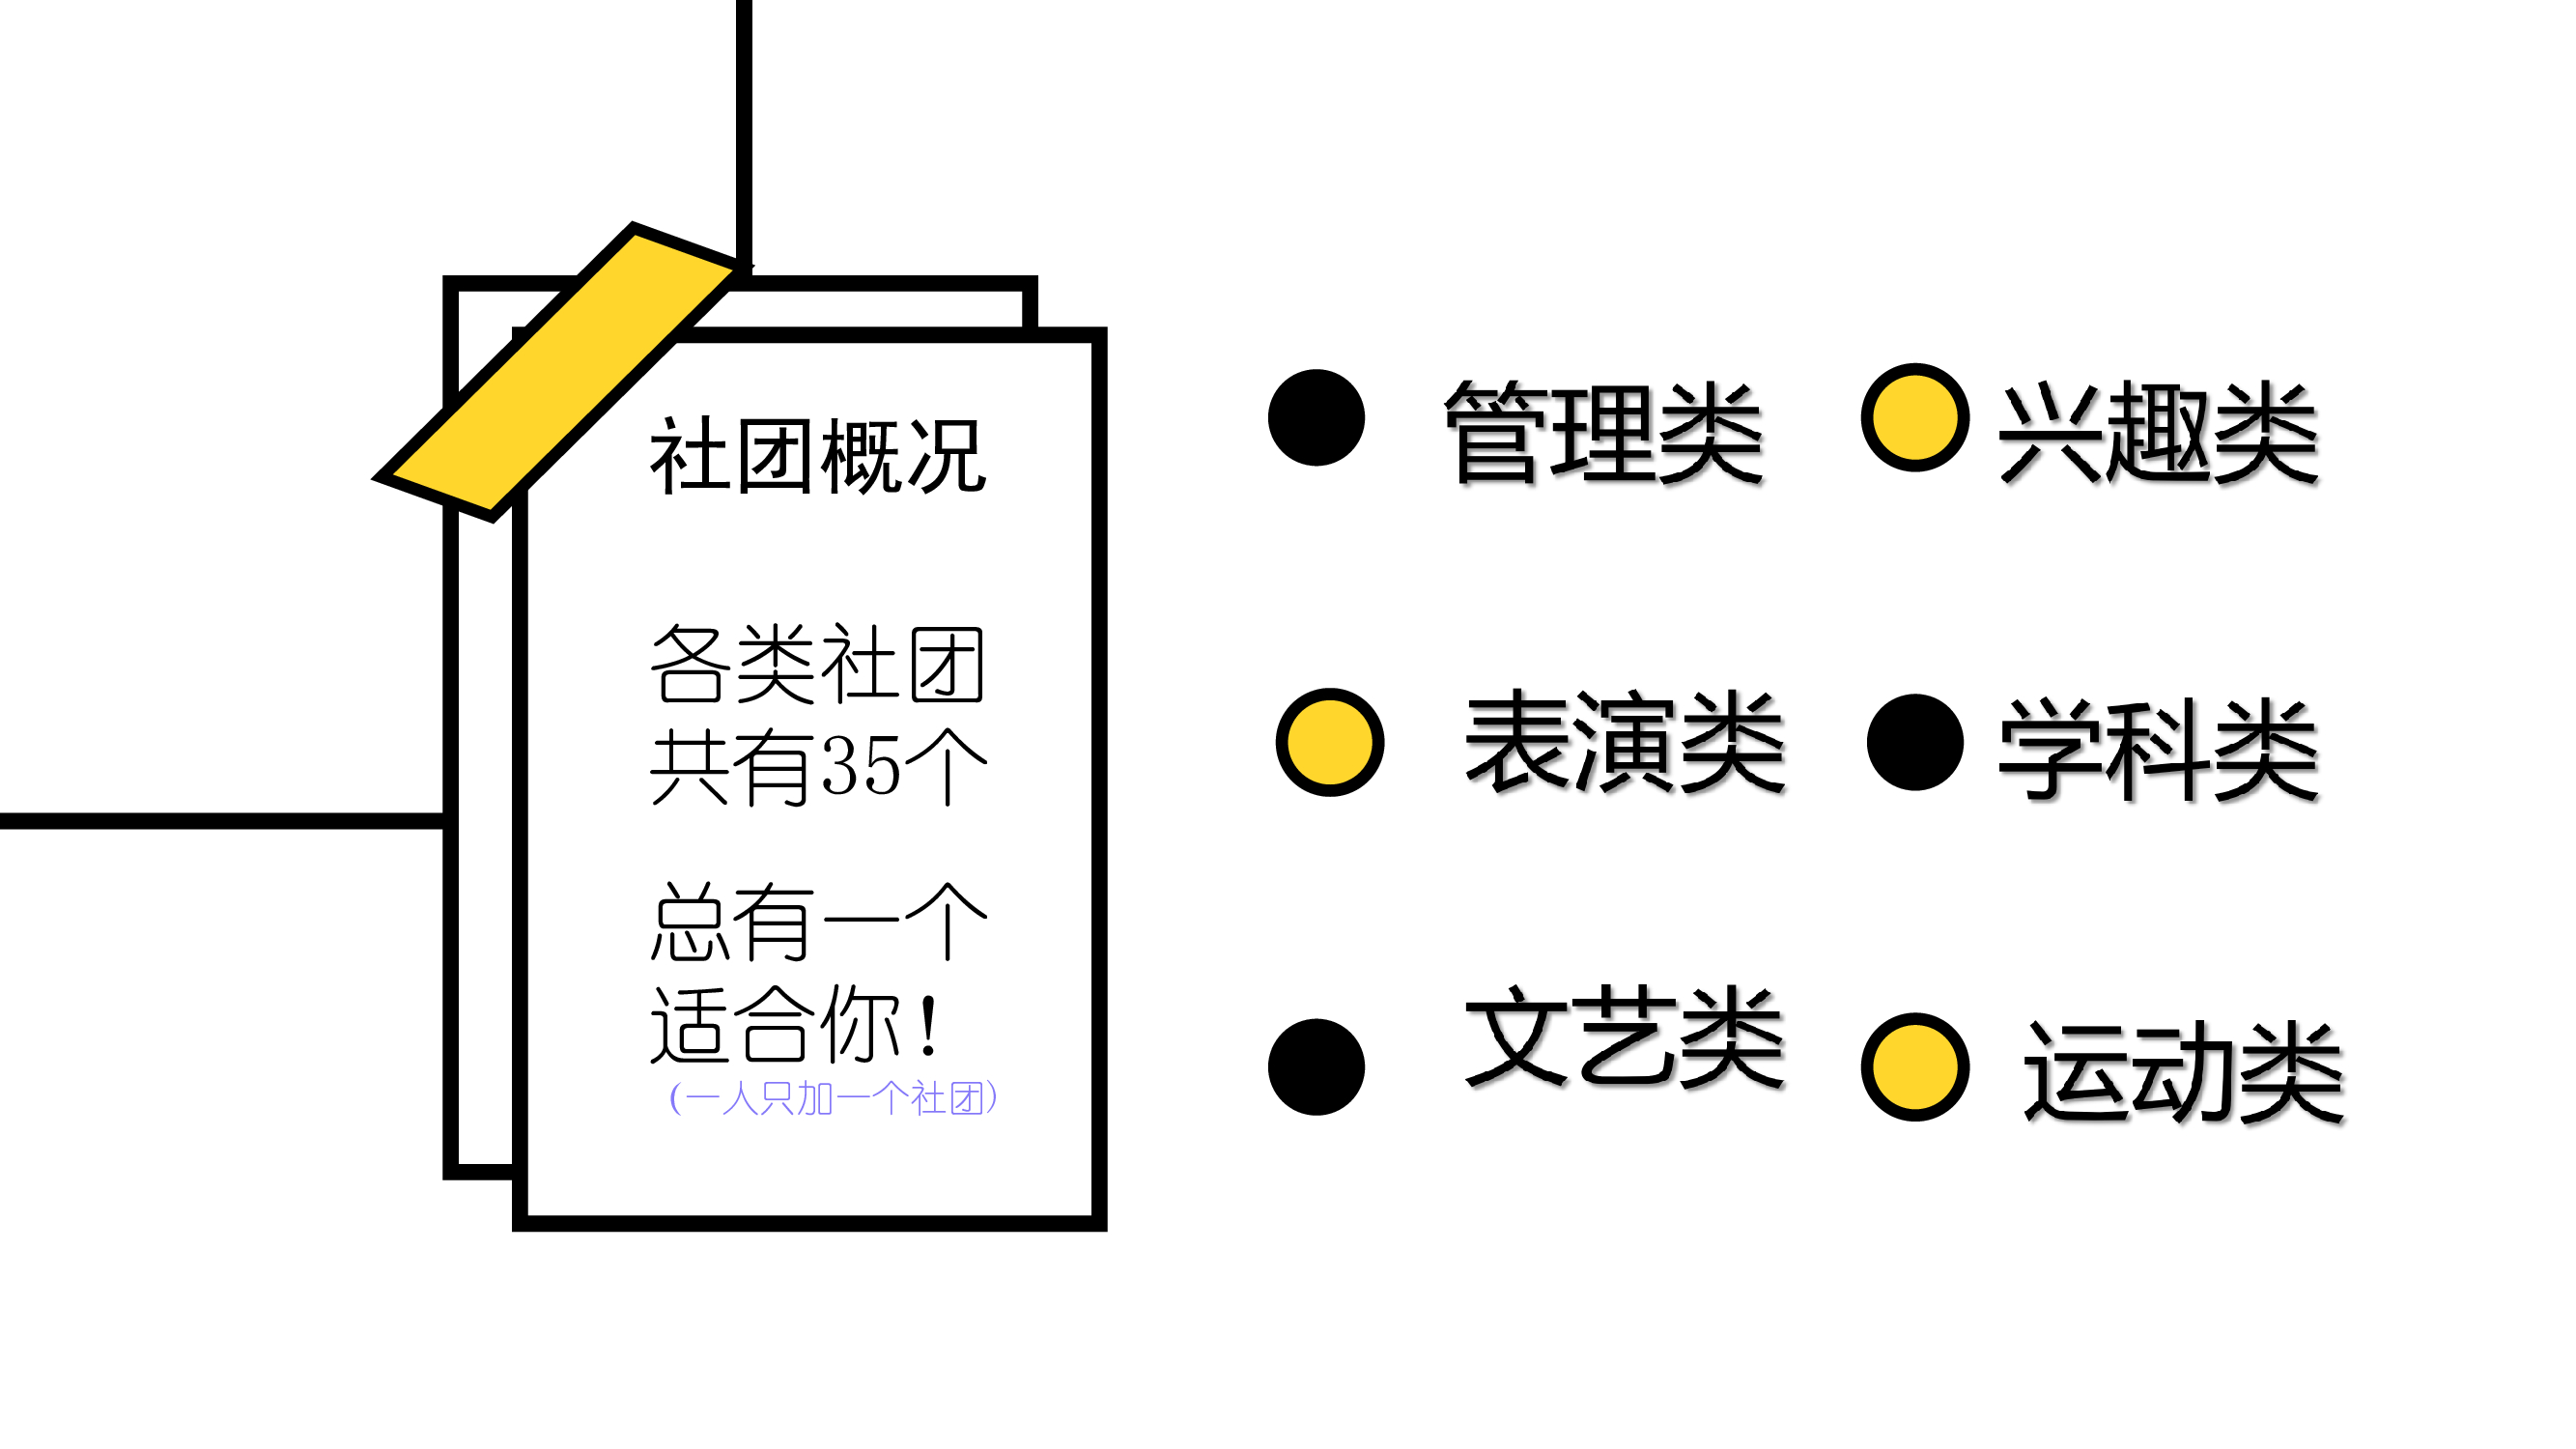 社团概况
各类社团
共有35个
总有一个
适合你！
（一人只加一个社团）
管理类
兴趣类
表演类
学科类
文艺类
运动类